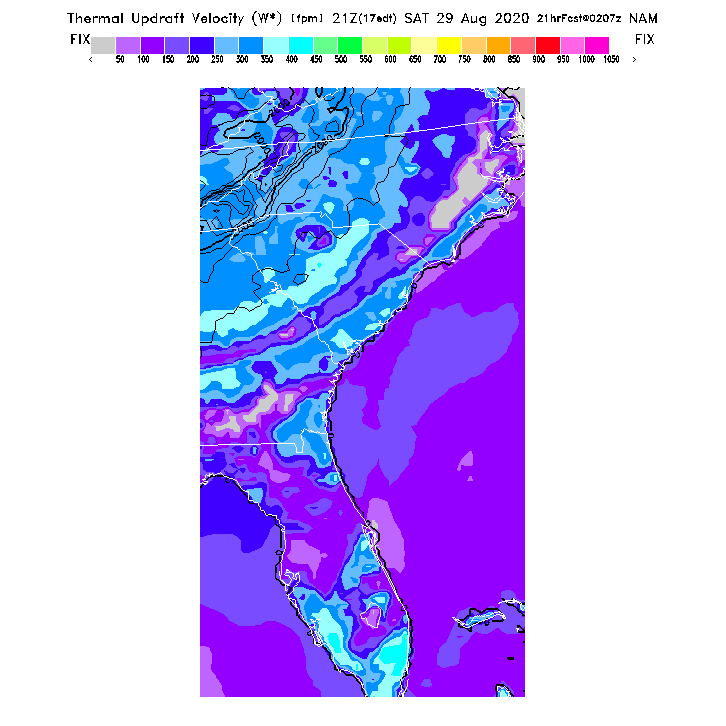 Thermal Updraft Velocity (W*) [fpm] 21Z(17edt) SAT 29 Aug 2020 21hrFcst@0207z NAM
FIX FIX
< 50 100 150 200 250 300 350 400 450 500 550 600 650 700 750 800 850 900 950 1000 1050 >